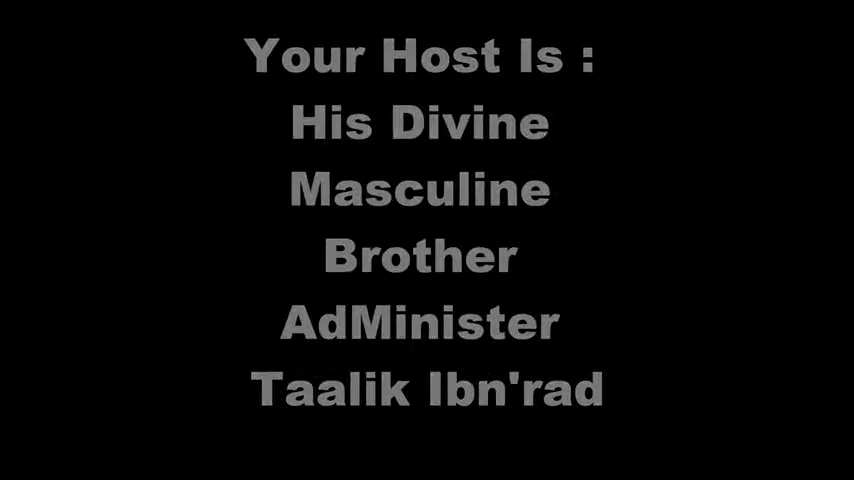 Your Host Is :
His Divine
Masculine
Brother
AdMinister
Taalik Ibn'rad